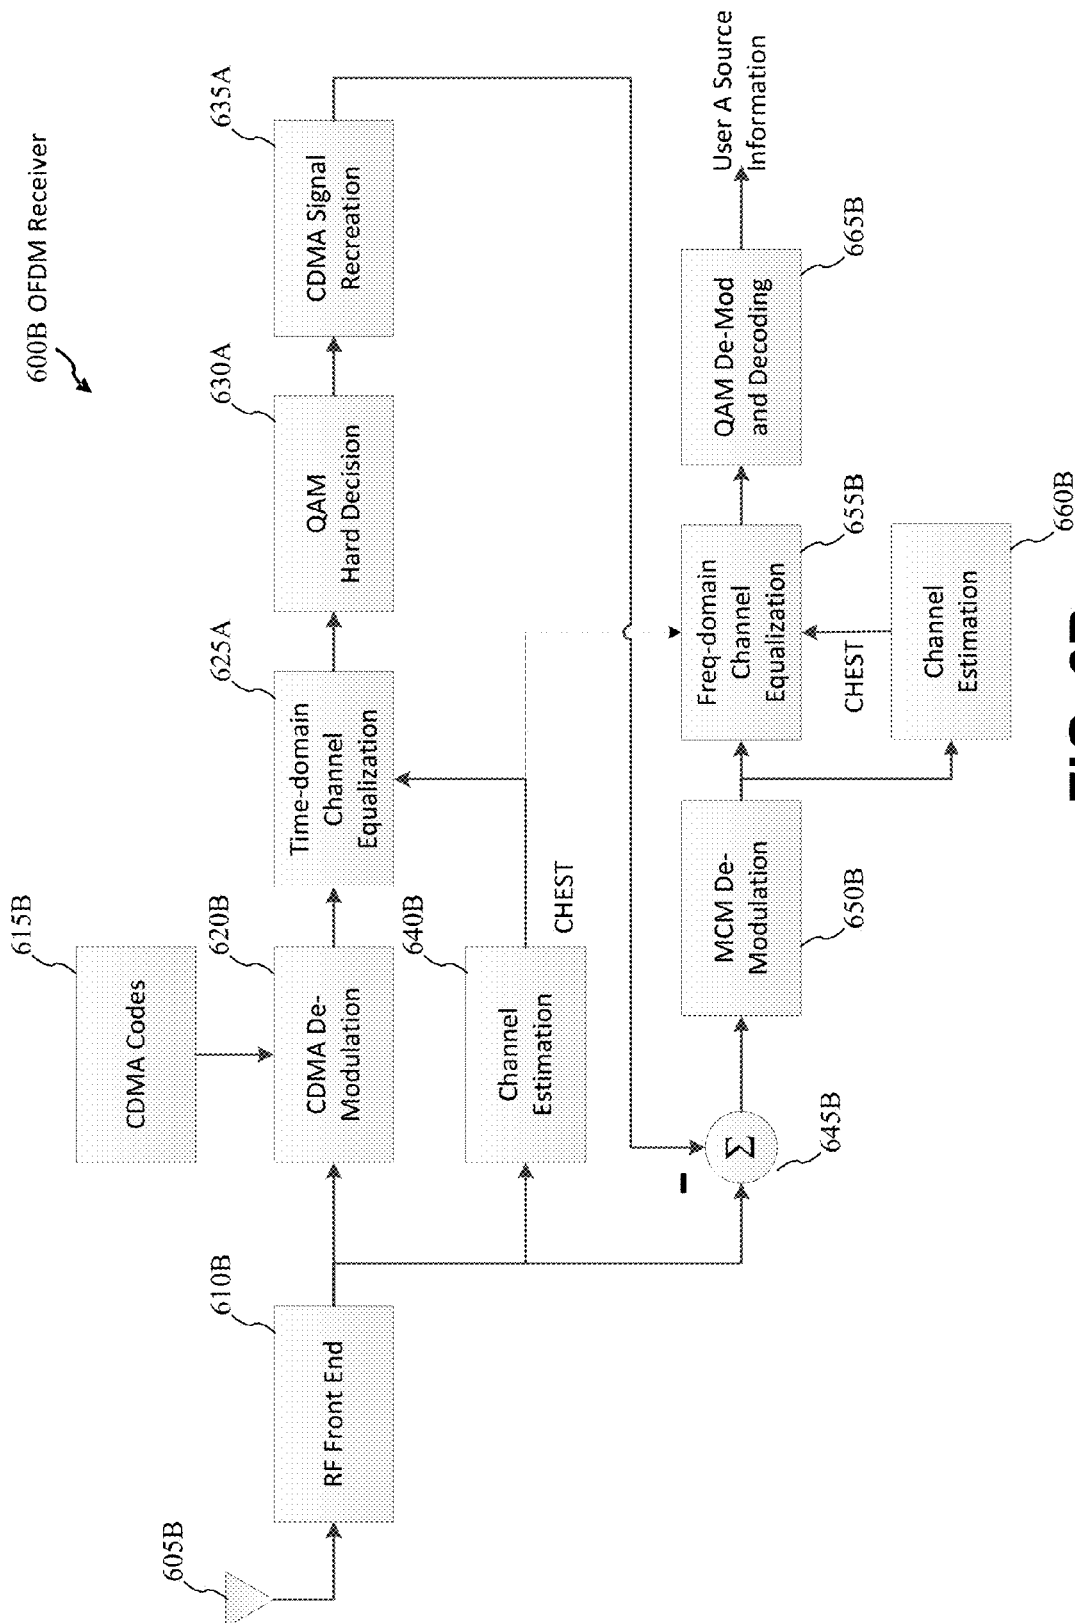 600B OFDM Receiver
605B
RF Front End
610B
CDMA Codes
615B
CDMA De-
Modulation
620B
Channel
Estimation
640B
CHEST
Time-domain
Channel
Equalization
625A
QAM
Hard Decision
630A
CDMA Signal
Recreation
635A
-
Σ
645B
MCM De-
Modulation
650B
Freq-domain
Channel
Equalization
655B
CHEST
Channel
Estimation
660B
QAM De-Mod
and Decoding
665B
User A Source
Information